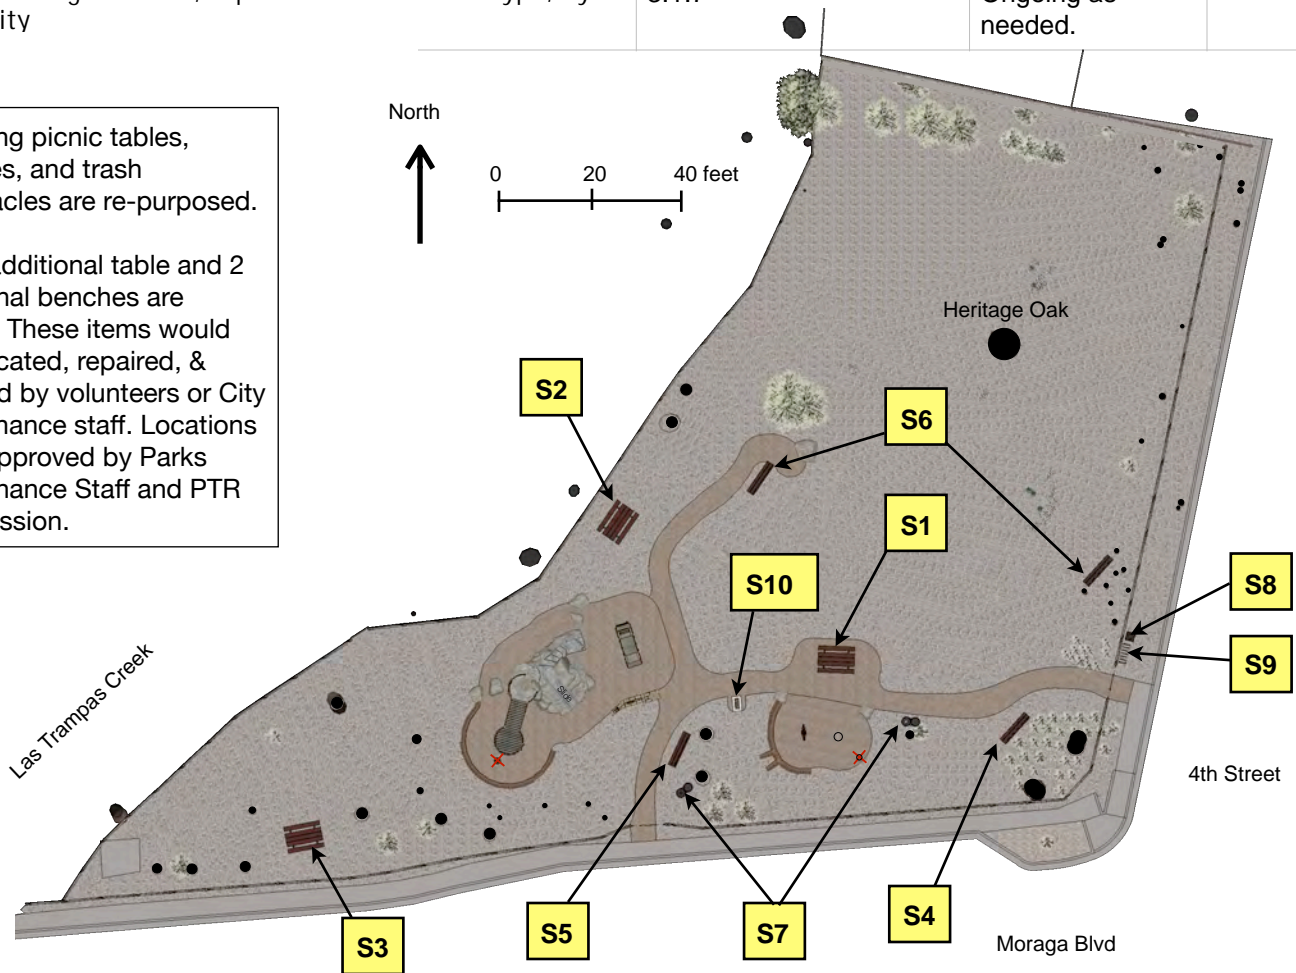 ity
needed.
ng picnic tables,
es, and trash
acles are re-purposed.
additional table and 2
nal benches are
These items would
cated, repaired, &
d by volunteers or City
nance staff. Locations
approved by Parks
nance Staff and PTR
ssion.
North
0 20 40 feet
Heritage Oak
S2
S6
S1
S10
S8
S9
Las Trampas Creek
Slide
4th Street
S3
S5
S7
S4
Moraga Blvd